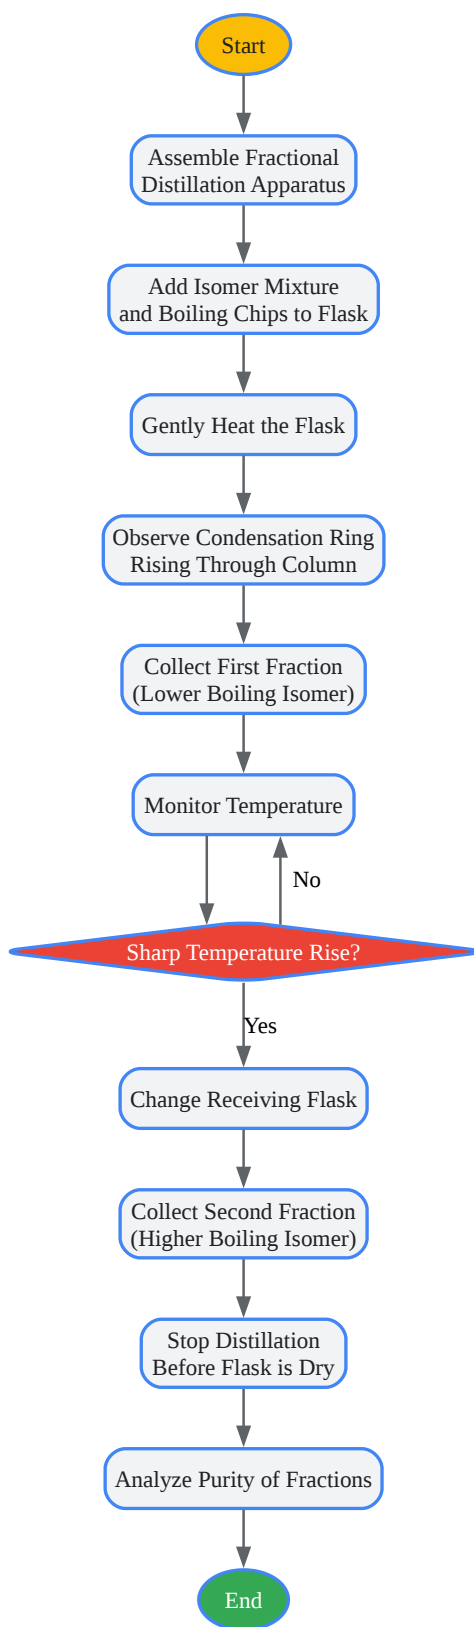 Start
Assemble Fractional
Distillation Apparatus
Add Isomer Mixture
and Boiling Chips to Flask
Gently Heat the Flask
Observe Condensation Ring
Rising Through Column
Collect First Fraction
(Lower Boiling Isomer)
Monitor Temperature
No
Sharp Temperature Rise?
Yes
Change Receiving Flask
Collect Second Fraction
(Higher Boiling Isomer)
Stop Distillation
Before Flask is Dry
Analyze Purity of Fractions
End